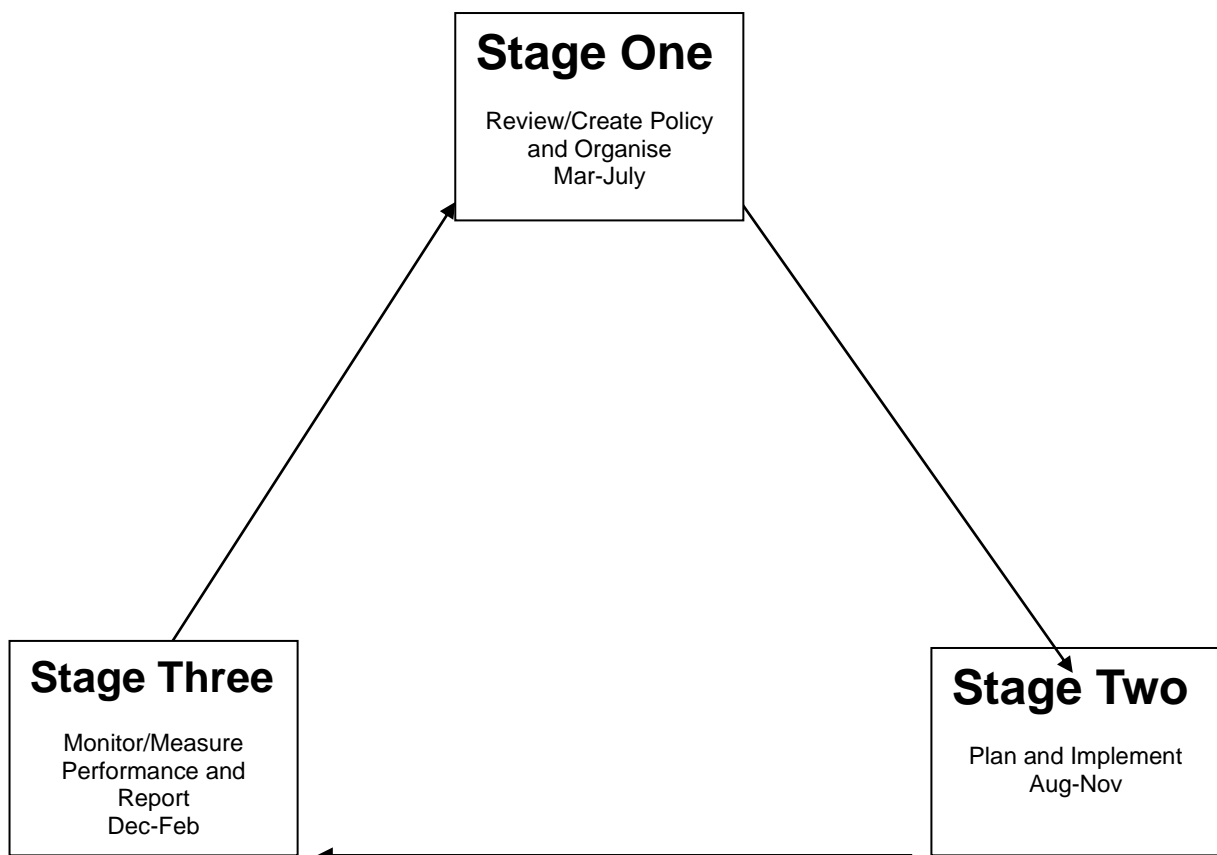 Stage One
Review/Create Policy
and Organise
Mar-July
Stage Three
Monitor/Measure
Performance and
Report
Dec-Feb
Stage Two
Plan and Implement
Aug-Nov